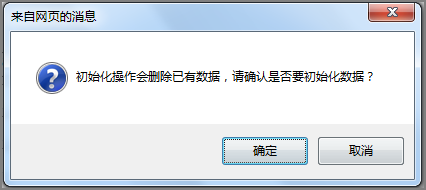 来自网页的消息
初始化操作会删除已有数据，请确认是否要初始化数据？
确定
取消